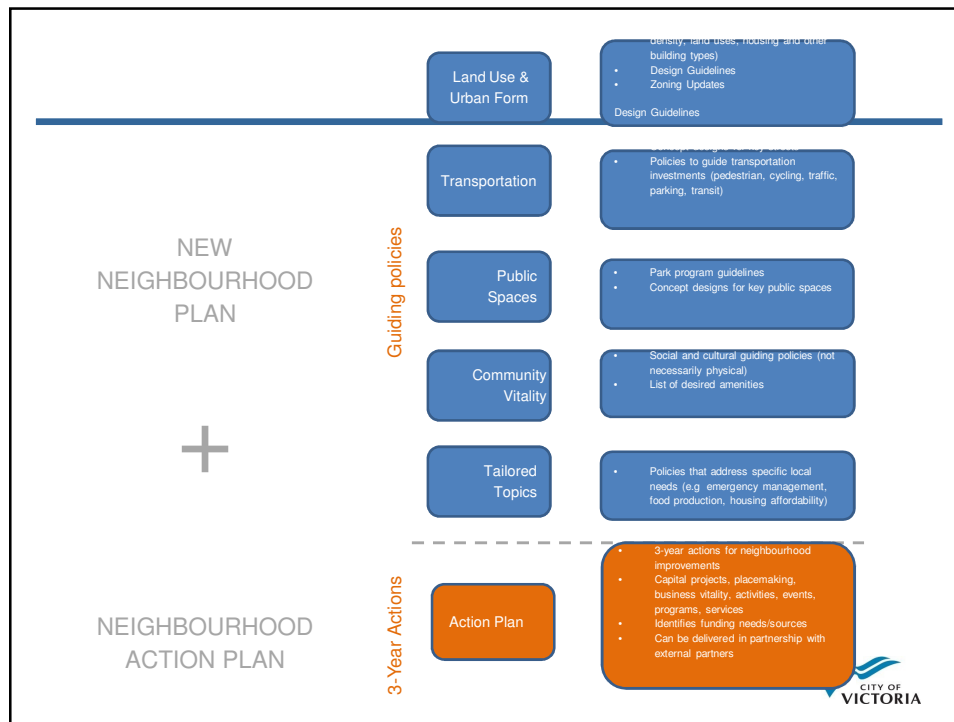 Land Use &
Urban Form
density, land uses, housing and other
building types)
• Design Guidelines
• Zoning Updates
Design Guidelines
NEW
NEIGHBOURHOOD
PLAN
+
NEIGHBOURHOOD
ACTION PLAN
Guiding policies
Transportation
• Policies to guide transportation
investments (pedestrian, cycling, traffic,
parking, transit)
Public
Spaces
• Park program guidelines
• Concept designs for key public spaces
Community
Vitality
• Social and cultural guiding policies (not
necessarily physical)
• List of desired amenities
Tailored
Topics
• Policies that address specific local
needs (e.g emergency management,
food production, housing affordability)
3-Year Actions
Action Plan
• 3-year actions for neighbourhood
improvements
• Capital projects, placemaking,
business vitality, activities, events,
programs, services
• Identifies funding needs/sources
• Can be delivered in partnership with
external partners
CITY OF
VICTORIA